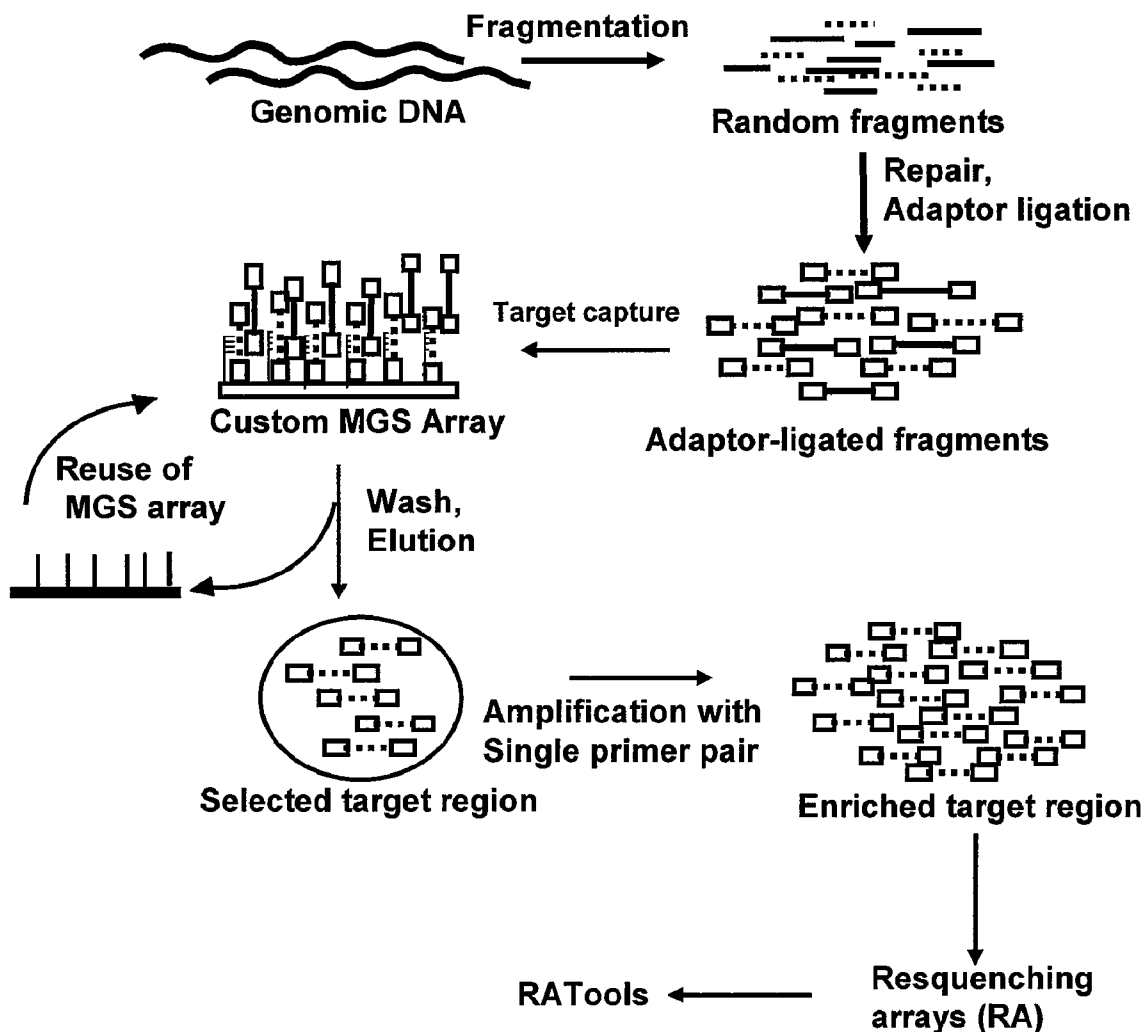 Fragmentation
Genomic DNA
Random fragments
Repair,
Adaptor ligation
Target capture
Custom MGS Array
Adaptor-ligated fragments
Reuse of
MGS array
Wash,
Elution
Selected target region
Amplification with
Single primer pair
Enriched target region
RATools
Resquenching
arrays (RA)